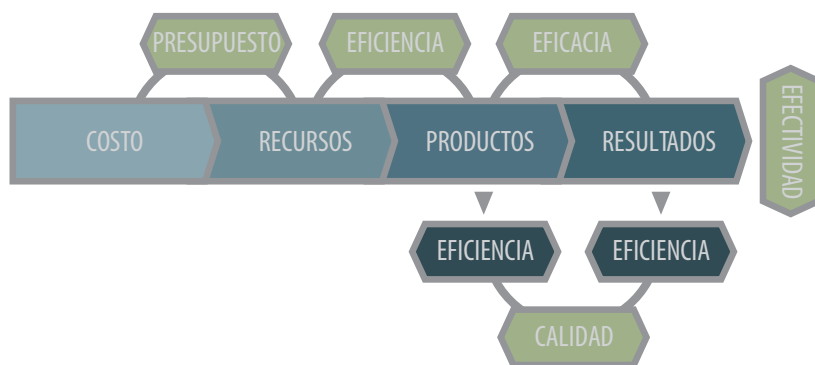 PRESUPUESTO
EFICIENCIA
EFICACIA
COSTO
RECURSOS
PRODUCTOS
RESULTADOS
EFECTIVIDAD
EFICIENCIA
EFICIENCIA
CALIDAD